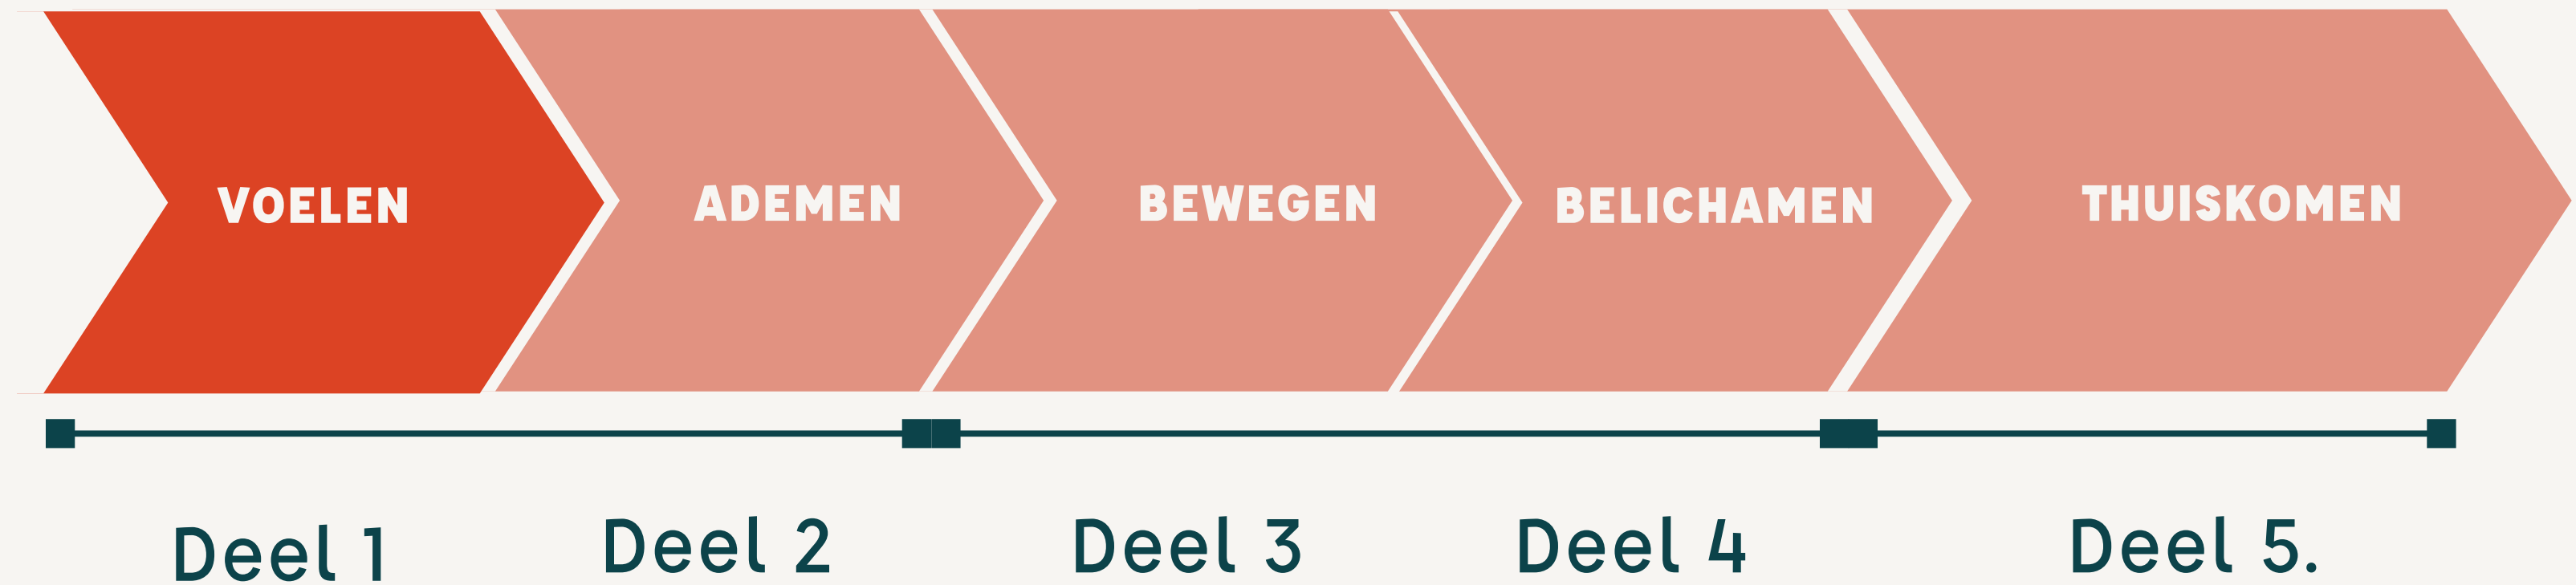 VOELEN ADEMEN BEWEGEN BELICHAMEN THUISKOMEN
Deel 1 Deel 2 Deel 3 Deel 4 Deel 5.